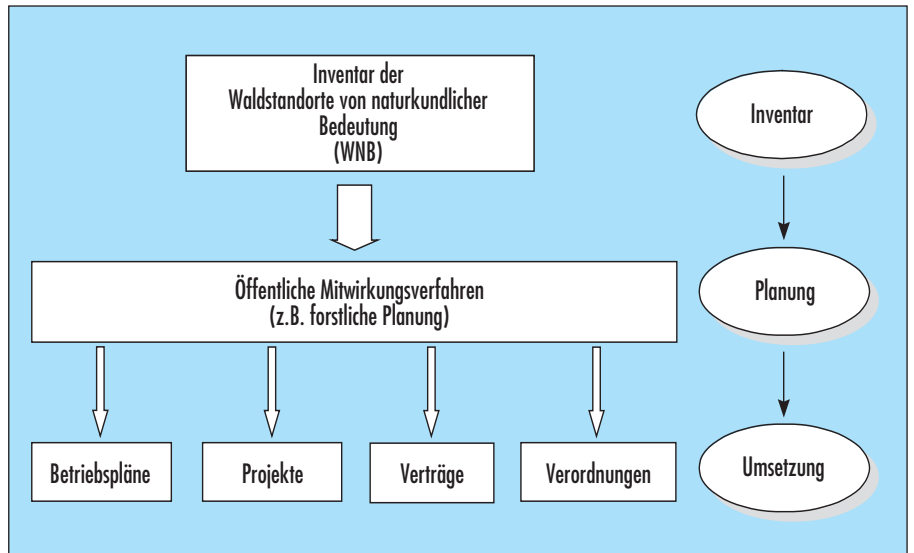 Inventar der
Waldstandorte von naturkundlicher
Bedeutung
(WNB)
Inventar
Öffentliche Mitwirkungsverfahren
(z.B. forstliche Planung)
Planung
Betriebspläne
Projekte
Verträge
Verordnungen
Umsetzung